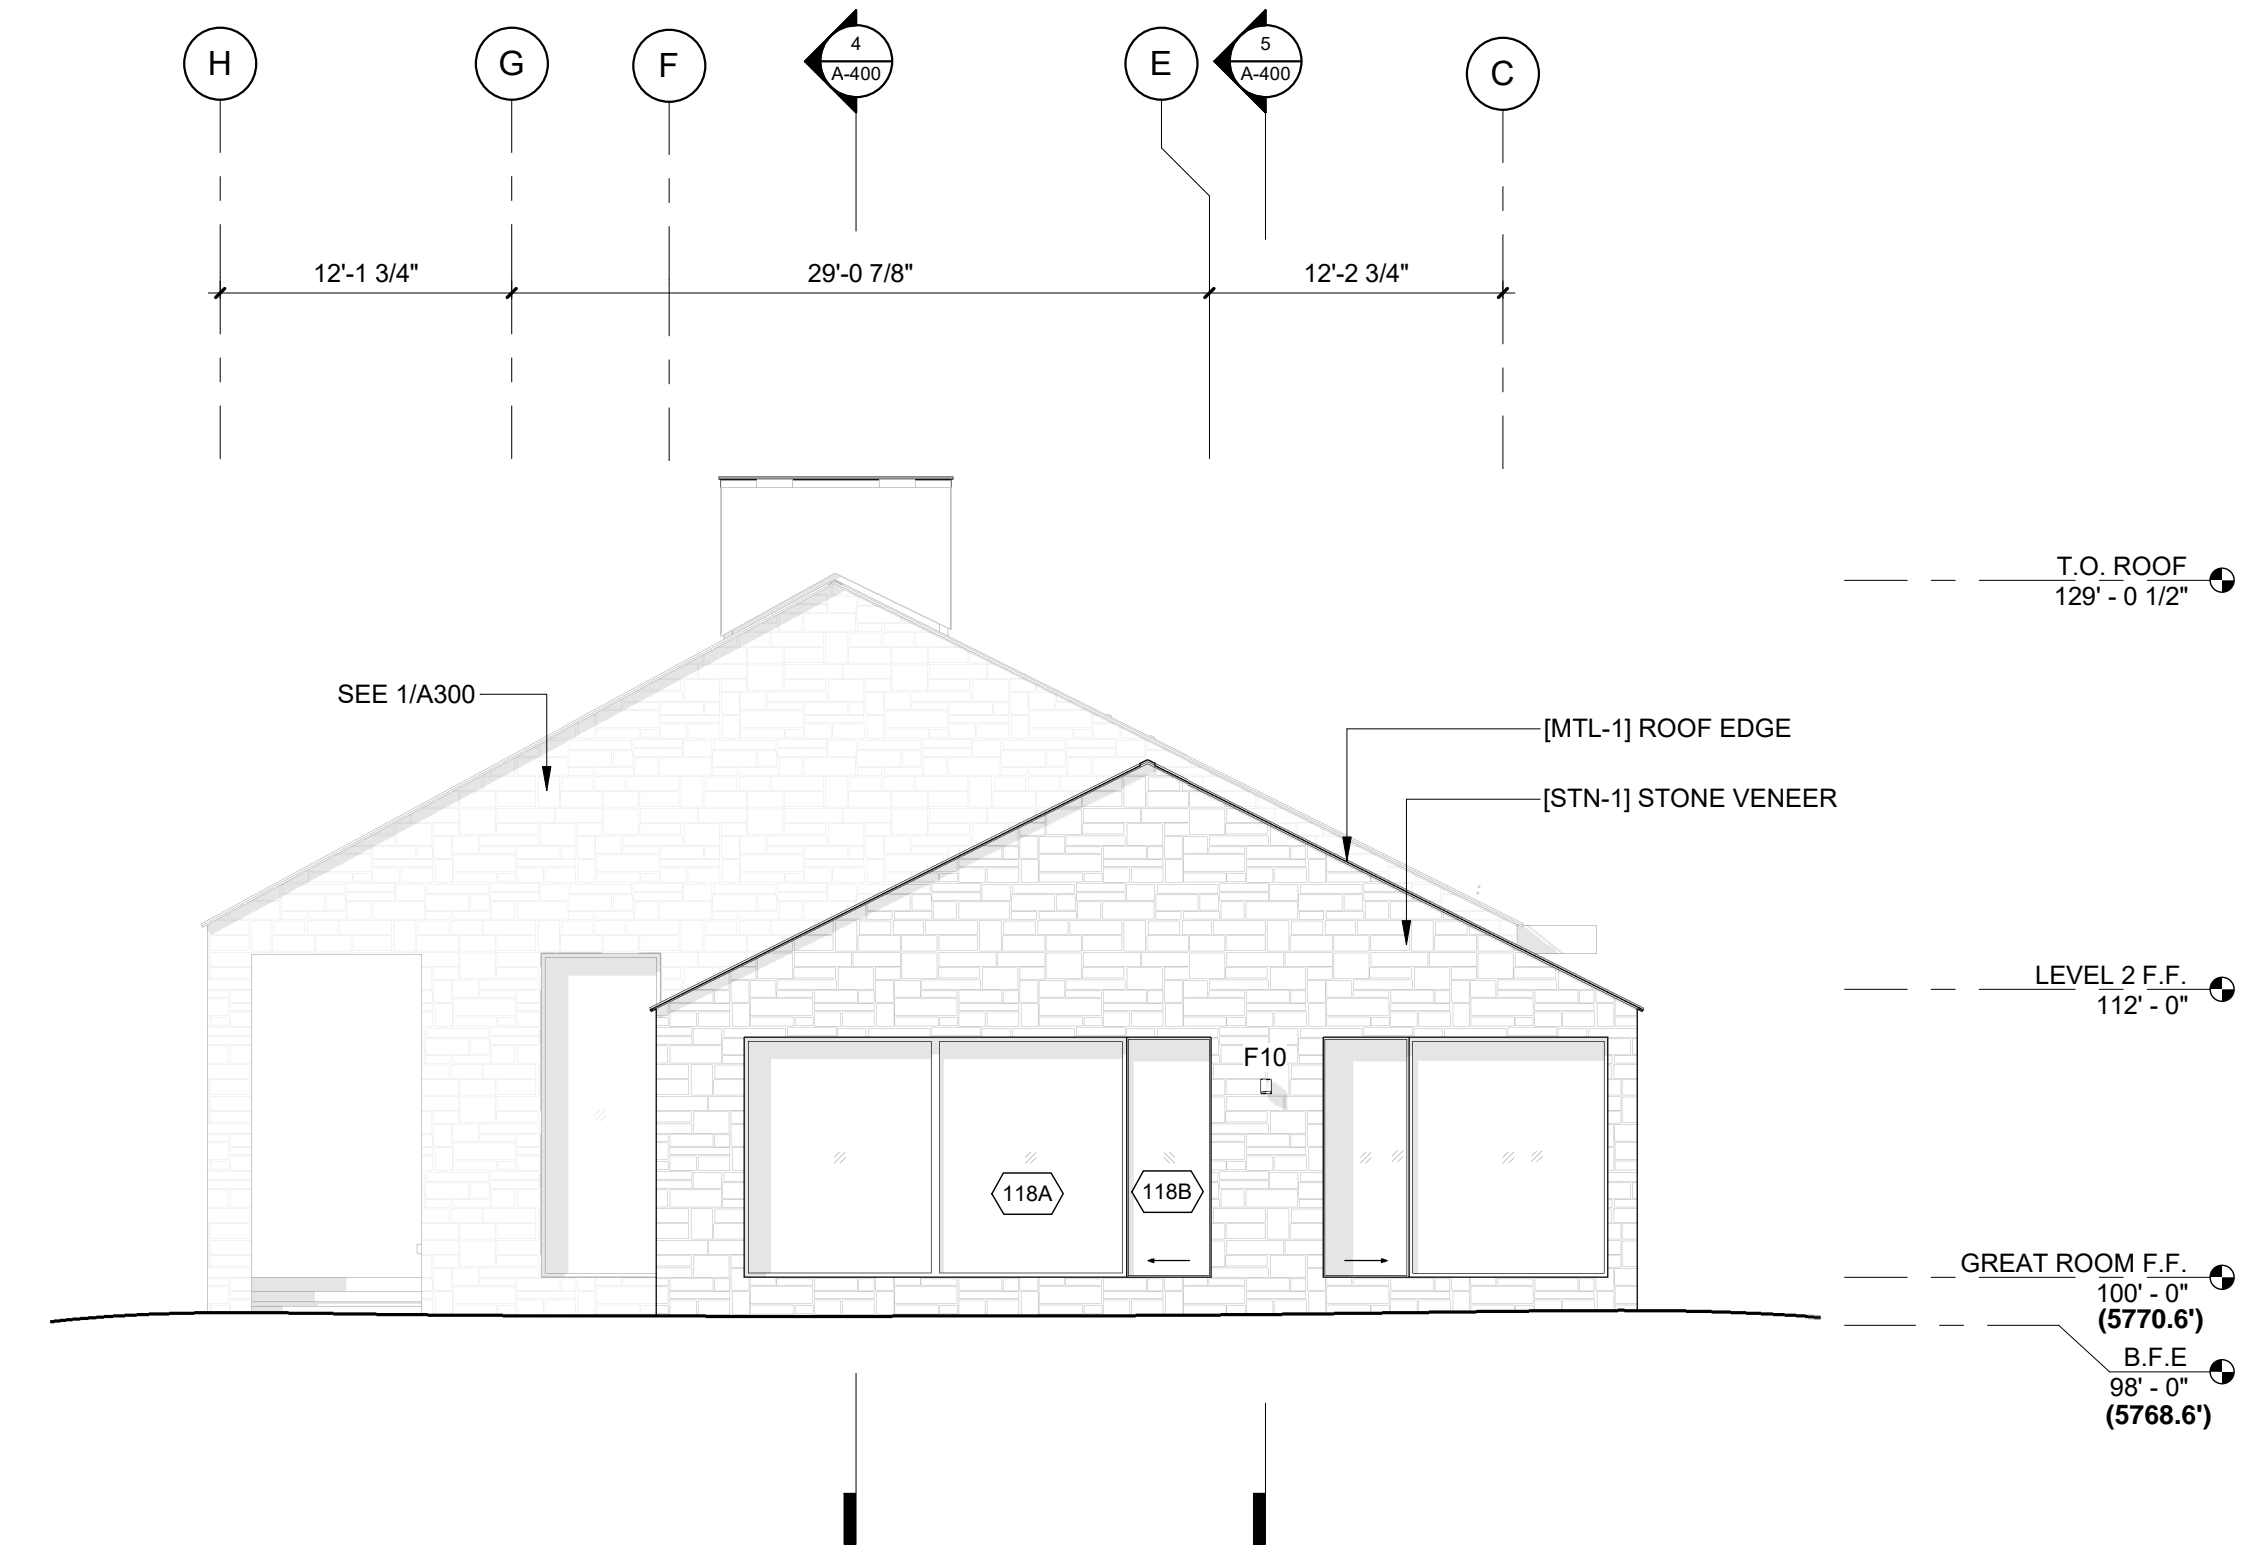 H
G
F
4
A-400
E
5
A-400
C
12'-1 3/4"
29'-0 7/8"
12'-2 3/4"
T.O. ROOF
129' - 0 1/2"
SEE 1/A300
[MTL-1] ROOF EDGE
[STN-1] STONE VENEER
LEVEL 2 F.F.
112' - 0"
F10
118A
118B
GREAT ROOM F.F.
100' - 0"
(5770.6')
B.F.E
98' - 0"
(5768.6')